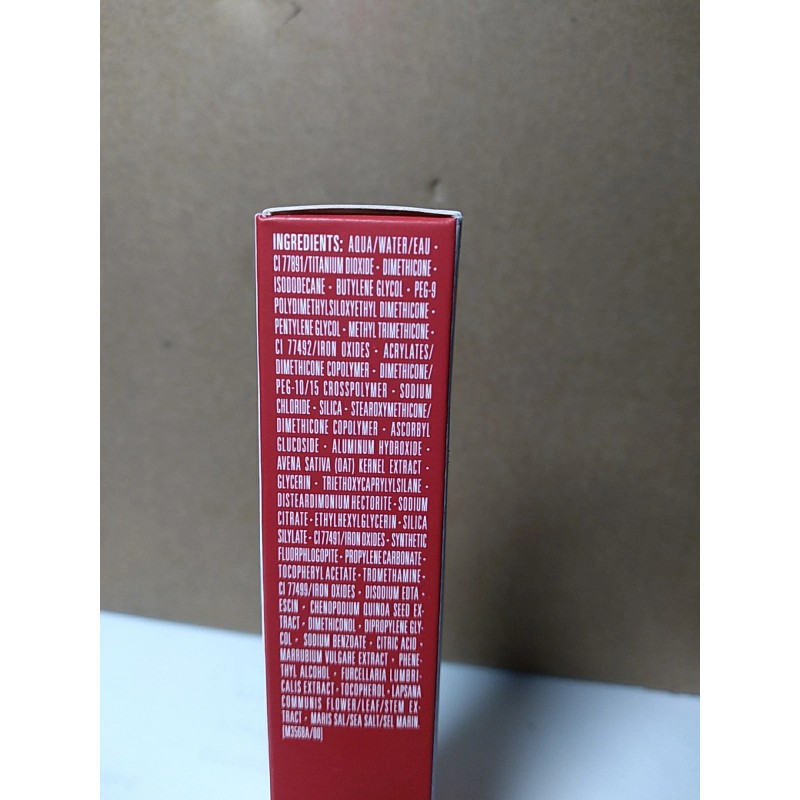 INGREDIENTS: AQUA/WATER/EAU •
CI 77891/TITANIUM DIOXIDE • DIMETHICONE •
ISODODECANE • BUTYLENE GLYCOL • PEG-9
POLYDIMETHYLSILOXYETHYL DIMETHICONE •
PENTYLENE GLYCOL • METHYL TRIMETHICONE •
CI 77492/IRON OXIDES • ACRYLATES/
DIMETHICONE COPOLYMER • DIMETHICONE/
PEG-10/15 CROSSPOLYMER • SODIUM
CHLORIDE • SILICA • STEAROXYMETHICONE/
DIMETHICONE COPOLYMER • ASCORBYL
GLUCOSIDE • ALUMINUM HYDROXIDE •
AVENA SATIVA (OAT) KERNEL EXTRACT •
GLYCERIN • TRIETHOXYCAPRYLYLSILANE •
DISTEARDIMONIUM HECTORITE • SODIUM
CITRATE • ETHYLHEXYLGLYCERIN • SILICA
SILYLATE • CI 77491/IRON OXIDES • SYNTHETIC
FLUORPHLOGOPITE • PROPYLENE CARBONATE •
TOCOPHERYL ACETATE • TROMETHAMINE •
CI 77499/IRON OXIDES • DISODIUM EDTA •
ESCIN • CHENOPODIUM QUINOA SEED EX-
TRACT • DIMETHICONOL • DIPROPYLENE GLY-
COL • SODIUM BENZOATE • CITRIC ACID •
MARRUBIUM VULGARE EXTRACT • PHENE-
THYL ALCOHOL • FURCELLARIA LUMBRI-
CALIS EXTRACT • TOCOPHEROL • LAPSANA
COMMUNIS FLOWER/LEAF/STEM EX-
TRACT • MARIS SAL/SEA SALT/SEL MARIN.
[M3568A/00]